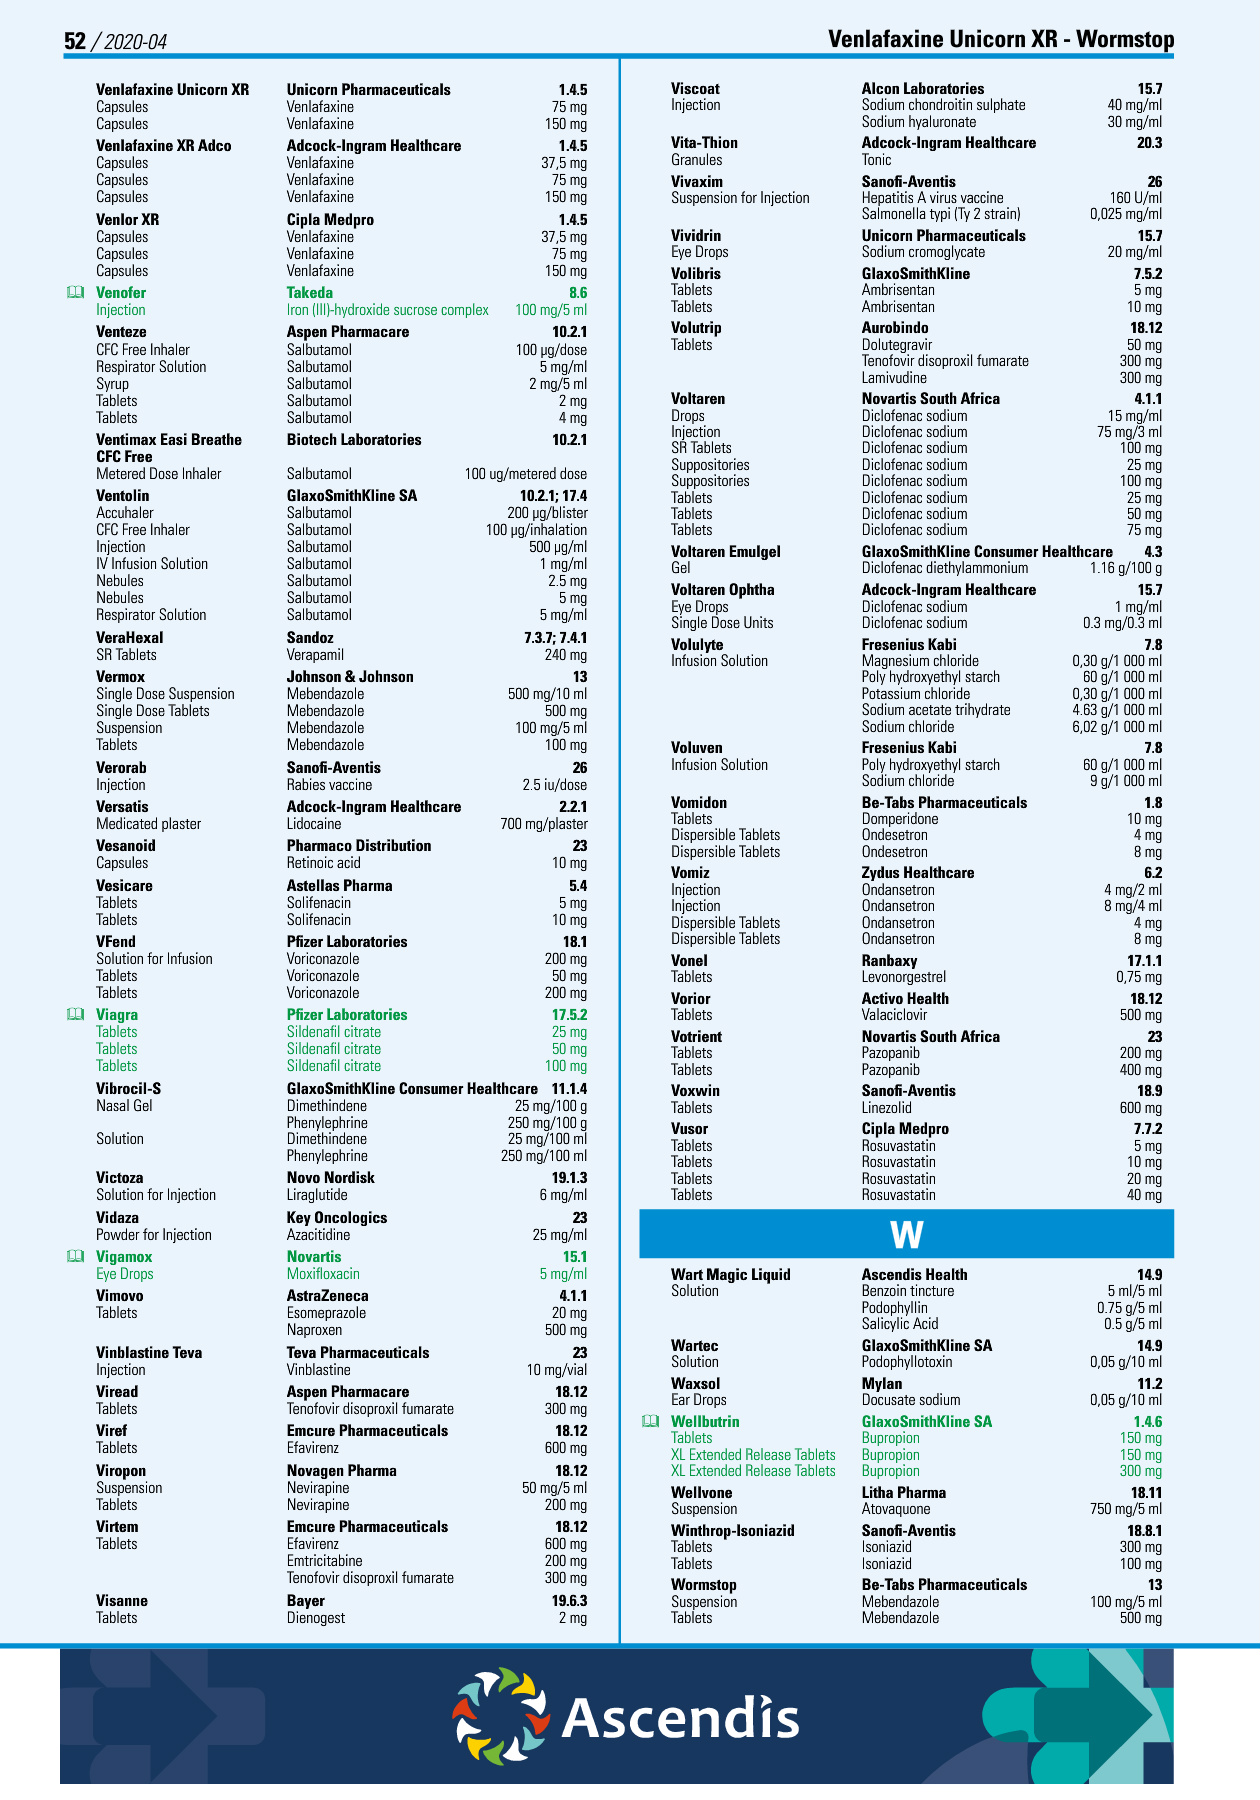 52 / 2020-04
Venlafaxine Unicorn XR - Wormstop
Venlafaxine Unicorn XR Unicorn Pharmaceuticals 1.4.5
Capsules Venlafaxine 75 mg
Capsules Venlafaxine 150 mg
Venlafaxine XR Adco Adcock-Ingram Healthcare 1.4.5
Capsules Venlafaxine 37,5 mg
Capsules Venlafaxine 75 mg
Capsules Venlafaxine 150 mg
Venlor XR Cipla Medpro 1.4.5
Capsules Venlafaxine 37,5 mg
Capsules Venlafaxine 75 mg
Capsules Venlafaxine 150 mg
Venofer Takeda 8.6
Injection Iron (III)-hydroxide sucrose complex 100 mg/5 ml
Venteze Aspen Pharmacare 10.2.1
CFC Free Inhaler Salbutamol 100 µg/dose
Respirator Solution Salbutamol 5 mg/ml
Syrup Salbutamol 2 mg/5 ml
Tablets Salbutamol 2 mg
Tablets Salbutamol 4 mg
Ventimax Easi Breathe Biotech Laboratories 10.2.1
CFC Free
Metered Dose Inhaler Salbutamol 100 ug/metered dose
Ventolin GlaxoSmithKline SA 10.2.1; 17.4
Accuhaler Salbutamol 200 µg/blister
CFC Free Inhaler Salbutamol 100 µg/inhalation
Injection Salbutamol 500 µg/ml
IV Infusion Solution Salbutamol 1 mg/ml
Nebules Salbutamol 2.5 mg
Nebules Salbutamol 5 mg
Respirator Solution Salbutamol 5 mg/ml
VeraHexal Sandoz 7.3.7; 7.4.1
SR Tablets Verapamil 240 mg
Vermox Johnson & Johnson 13
Single Dose Suspension Mebendazole 500 mg/10 ml
Single Dose Tablets Mebendazole 500 mg
Suspension Mebendazole 100 mg/5 ml
Tablets Mebendazole 100 mg
Verorab Sanofi-Aventis 26
Injection Rabies vaccine 2.5 iu/dose
Versatis Adcock-Ingram Healthcare 2.2.1
Medicated plaster Lidocaine 700 mg/plaster
Vesanoid Pharmaco Distribution 23
Capsules Retinoic acid 10 mg
Vesicare Astellas Pharma 5.4
Tablets Solifenacin 5 mg
Tablets Solifenacin 10 mg
VFend Pfizer Laboratories 18.1
Solution for Infusion Voriconazole 200 mg
Tablets Voriconazole 50 mg
Tablets Voriconazole 200 mg
Viagra Pfizer Laboratories 17.5.2
Tablets Sildenafil citrate 25 mg
Tablets Sildenafil citrate 50 mg
Tablets Sildenafil citrate 100 mg
Vibrocil-S GlaxoSmithKline Consumer Healthcare 11.1.4
Nasal Gel Dimethindene 25 mg/100 g
Phenylephrine 250 mg/100 g
Solution Dimethindene 25 mg/100 ml
Phenylephrine 250 mg/100 ml
Victoza Novo Nordisk 19.1.3
Solution for Injection Liraglutide 6 mg/ml
Vidaza Key Oncologics 23
Powder for Injection Azacitidine 25 mg/ml
Vigamox Novartis 15.1
Eye Drops Moxifloxacin 5 mg/ml
Vimovo AstraZeneca 4.1.1
Tablets Esomeprazole 20 mg
Naproxen 500 mg
Vinblastine Teva Teva Pharmaceuticals 23
Injection Vinblastine 10 mg/vial
Viread Aspen Pharmacare 18.12
Tablets Tenofovir disoproxil fumarate 300 mg
Viref Emcure Pharmaceuticals 18.12
Tablets Efavirenz 600 mg
Viropon Novagen Pharma 18.12
Suspension Nevirapine 50 mg/5 ml
Tablets Nevirapine 200 mg
Virtem Emcure Pharmaceuticals 18.12
Tablets Efavirenz 600 mg
Emtricitabine 200 mg
Tenofovir disoproxil fumarate 300 mg
Visanne Bayer 19.6.3
Tablets Dienogest 2 mg
Viscoat Alcon Laboratories 15.7
Injection Sodium chondroitin sulphate 40 mg/ml
Sodium hyaluronate 30 mg/ml
Vita-Thion Adcock-Ingram Healthcare 20.3
Granules Tonic
Vivaxim Sanofi-Aventis 26
Suspension for Injection Hepatitis A virus vaccine 160 U/ml
Salmonella typi (Ty 2 strain) 0,025 mg/ml
Vividrin Unicorn Pharmaceuticals 15.7
Eye Drops Sodium cromoglycate 20 mg/ml
Volibris GlaxoSmithKline 7.5.2
Tablets Ambrisentan 5 mg
Tablets Ambrisentan 10 mg
Volutrip Aurobindo 18.12
Tablets Dolutegravir 50 mg
Tenofovir disoproxil fumarate 300 mg
Lamivudine 300 mg
Voltaren Novartis South Africa 4.1.1
Drops Diclofenac sodium 15 mg/ml
Injection Diclofenac sodium 75 mg/3 ml
SR Tablets Diclofenac sodium 100 mg
Suppositories Diclofenac sodium 25 mg
Suppositories Diclofenac sodium 100 mg
Tablets Diclofenac sodium 25 mg
Tablets Diclofenac sodium 50 mg
Tablets Diclofenac sodium 75 mg
Voltaren Emulgel GlaxoSmithKline Consumer Healthcare 4.3
Gel Diclofenac diethylammonium 1.16 g/100 g
Voltaren Ophtha Adcock-Ingram Healthcare 15.7
Eye Drops Diclofenac sodium 1 mg/ml
Single Dose Units Diclofenac sodium 0.3 mg/0.3 ml
Volulyte Fresenius Kabi 7.8
Infusion Solution Magnesium chloride 0,30 g/1 000 ml
Poly hydroxyethyl starch 60 g/1 000 ml
Potassium chloride 0,30 g/1 000 ml
Sodium acetate trihydrate 4.63 g/1 000 ml
Sodium chloride 6,02 g/1 000 ml
Voluven Fresenius Kabi 7.8
Infusion Solution Poly hydroxyethyl starch 60 g/1 000 ml
Sodium chloride 9 g/1 000 ml
Vomidon Be-Tabs Pharmaceuticals 1.8
Tablets Domperidone 10 mg
Dispersible Tablets Ondesetron 4 mg
Dispersible Tablets Ondesetron 8 mg
Vomiz Zydus Healthcare 6.2
Injection Ondansetron 4 mg/2 ml
Injection Ondansetron 8 mg/4 ml
Dispersible Tablets Ondansetron 4 mg
Dispersible Tablets Ondansetron 8 mg
Vonel Ranbaxy 17.1.1
Tablets Levonorgestrel 0,75 mg
Vorior Activo Health 18.12
Tablets Valaciclovir 500 mg
Votrient Novartis South Africa 23
Tablets Pazopanib 200 mg
Tablets Pazopanib 400 mg
Voxwin Sanofi-Aventis 18.9
Tablets Linezolid 600 mg
Vusor Cipla Medpro 7.7.2
Tablets Rosuvastatin 5 mg
Tablets Rosuvastatin 10 mg
Tablets Rosuvastatin 20 mg
Tablets Rosuvastatin 40 mg
W
Wart Magic Liquid Ascendis Health 14.9
Solution Benzoin tincture 5 ml/5 ml
Podophyllin 0.75 g/5 ml
Salicylic Acid 0.5 g/5 ml
Wartec GlaxoSmithKline SA 14.9
Solution Podophyllotoxin 0,05 g/10 ml
Waxsol Mylan 11.2
Ear Drops Docusate sodium 0,05 g/10 ml
Wellbutrin GlaxoSmithKline SA 1.4.6
Tablets Bupropion 150 mg
XL Extended Release Tablets Bupropion 150 mg
XL Extended Release Tablets Bupropion 300 mg
Wellvone Litha Pharma 18.11
Suspension Atovaquone 750 mg/5 ml
Winthrop-Isoniazid Sanofi-Aventis 18.8.1
Tablets Isoniazid 300 mg
Tablets Isoniazid 100 mg
Wormstop Be-Tabs Pharmaceuticals 13
Suspension Mebendazole 100 mg/5 ml
Tablets Mebendazole 500 mg
Ascendis